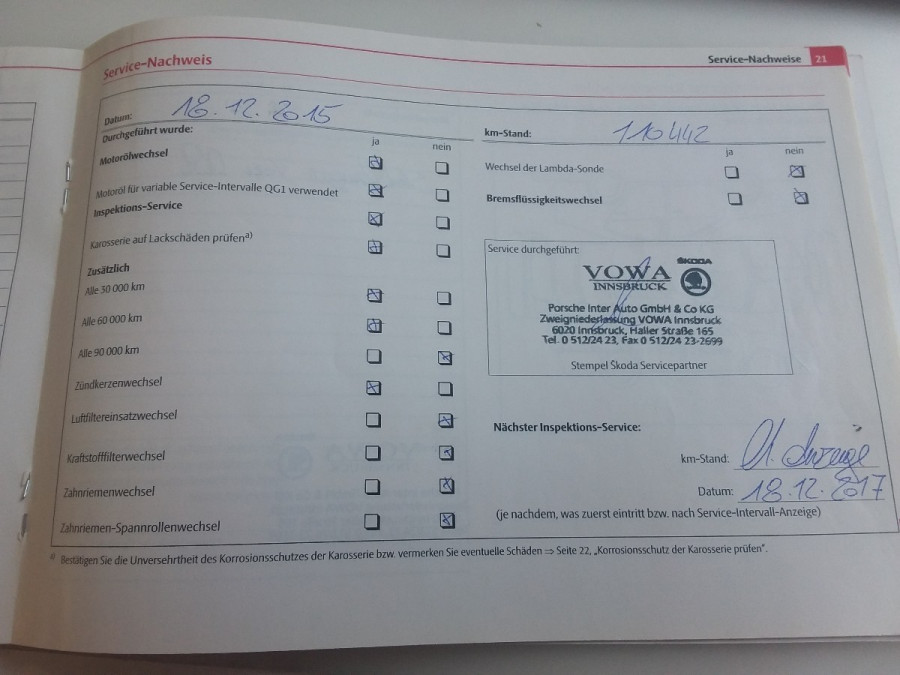 Service-Nachweis
Service-Nachweise 21
Datum: 18.12.2015
Durchgeführt wurde:
ja nein
Motorölwechsel
Motoröl für variable Service-Intervalle QG1 verwendet
Inspektions-Service
Karosserie auf Lackschäden prüfen a)
Zusätzlich
Alle 30 000 km
Alle 60 000 km
Alle 90 000 km
Zündkerzenwechsel
Luftfiltereinsatzwechsel
Kraftstofffilterwechsel
Zahnriemenwechsel
Zahnriemen-Spannrollenwechsel
km-Stand: 110442
ja nein
Wechsel der Lambda-Sonde
Bremsflüssigkeitswechsel
Service durchgeführt:
ŠKODA
VOWA
INNSBRUCK
Porsche Inter Auto GmbH & Co KG
Zweigniederlassung VOWA Innsbruck
6020 Innsbruck, Haller Straße 165
Tel. 0 512/24 23, Fax 0 512/24 23-2699
Stempel Škoda Servicepartner
Nächster Inspektions-Service:
km-Stand: lt. Anzeige
Datum: 18.12.2017
(je nachdem, was zuerst eintritt bzw. nach Service-Intervall-Anzeige)
a) Bestätigen Sie die Unversehrtheit des Korrosionsschutzes der Karosserie bzw. vermerken Sie eventuelle Schäden ⇒ Seite 22, „Korrosionsschutz der Karosserie prüfen".